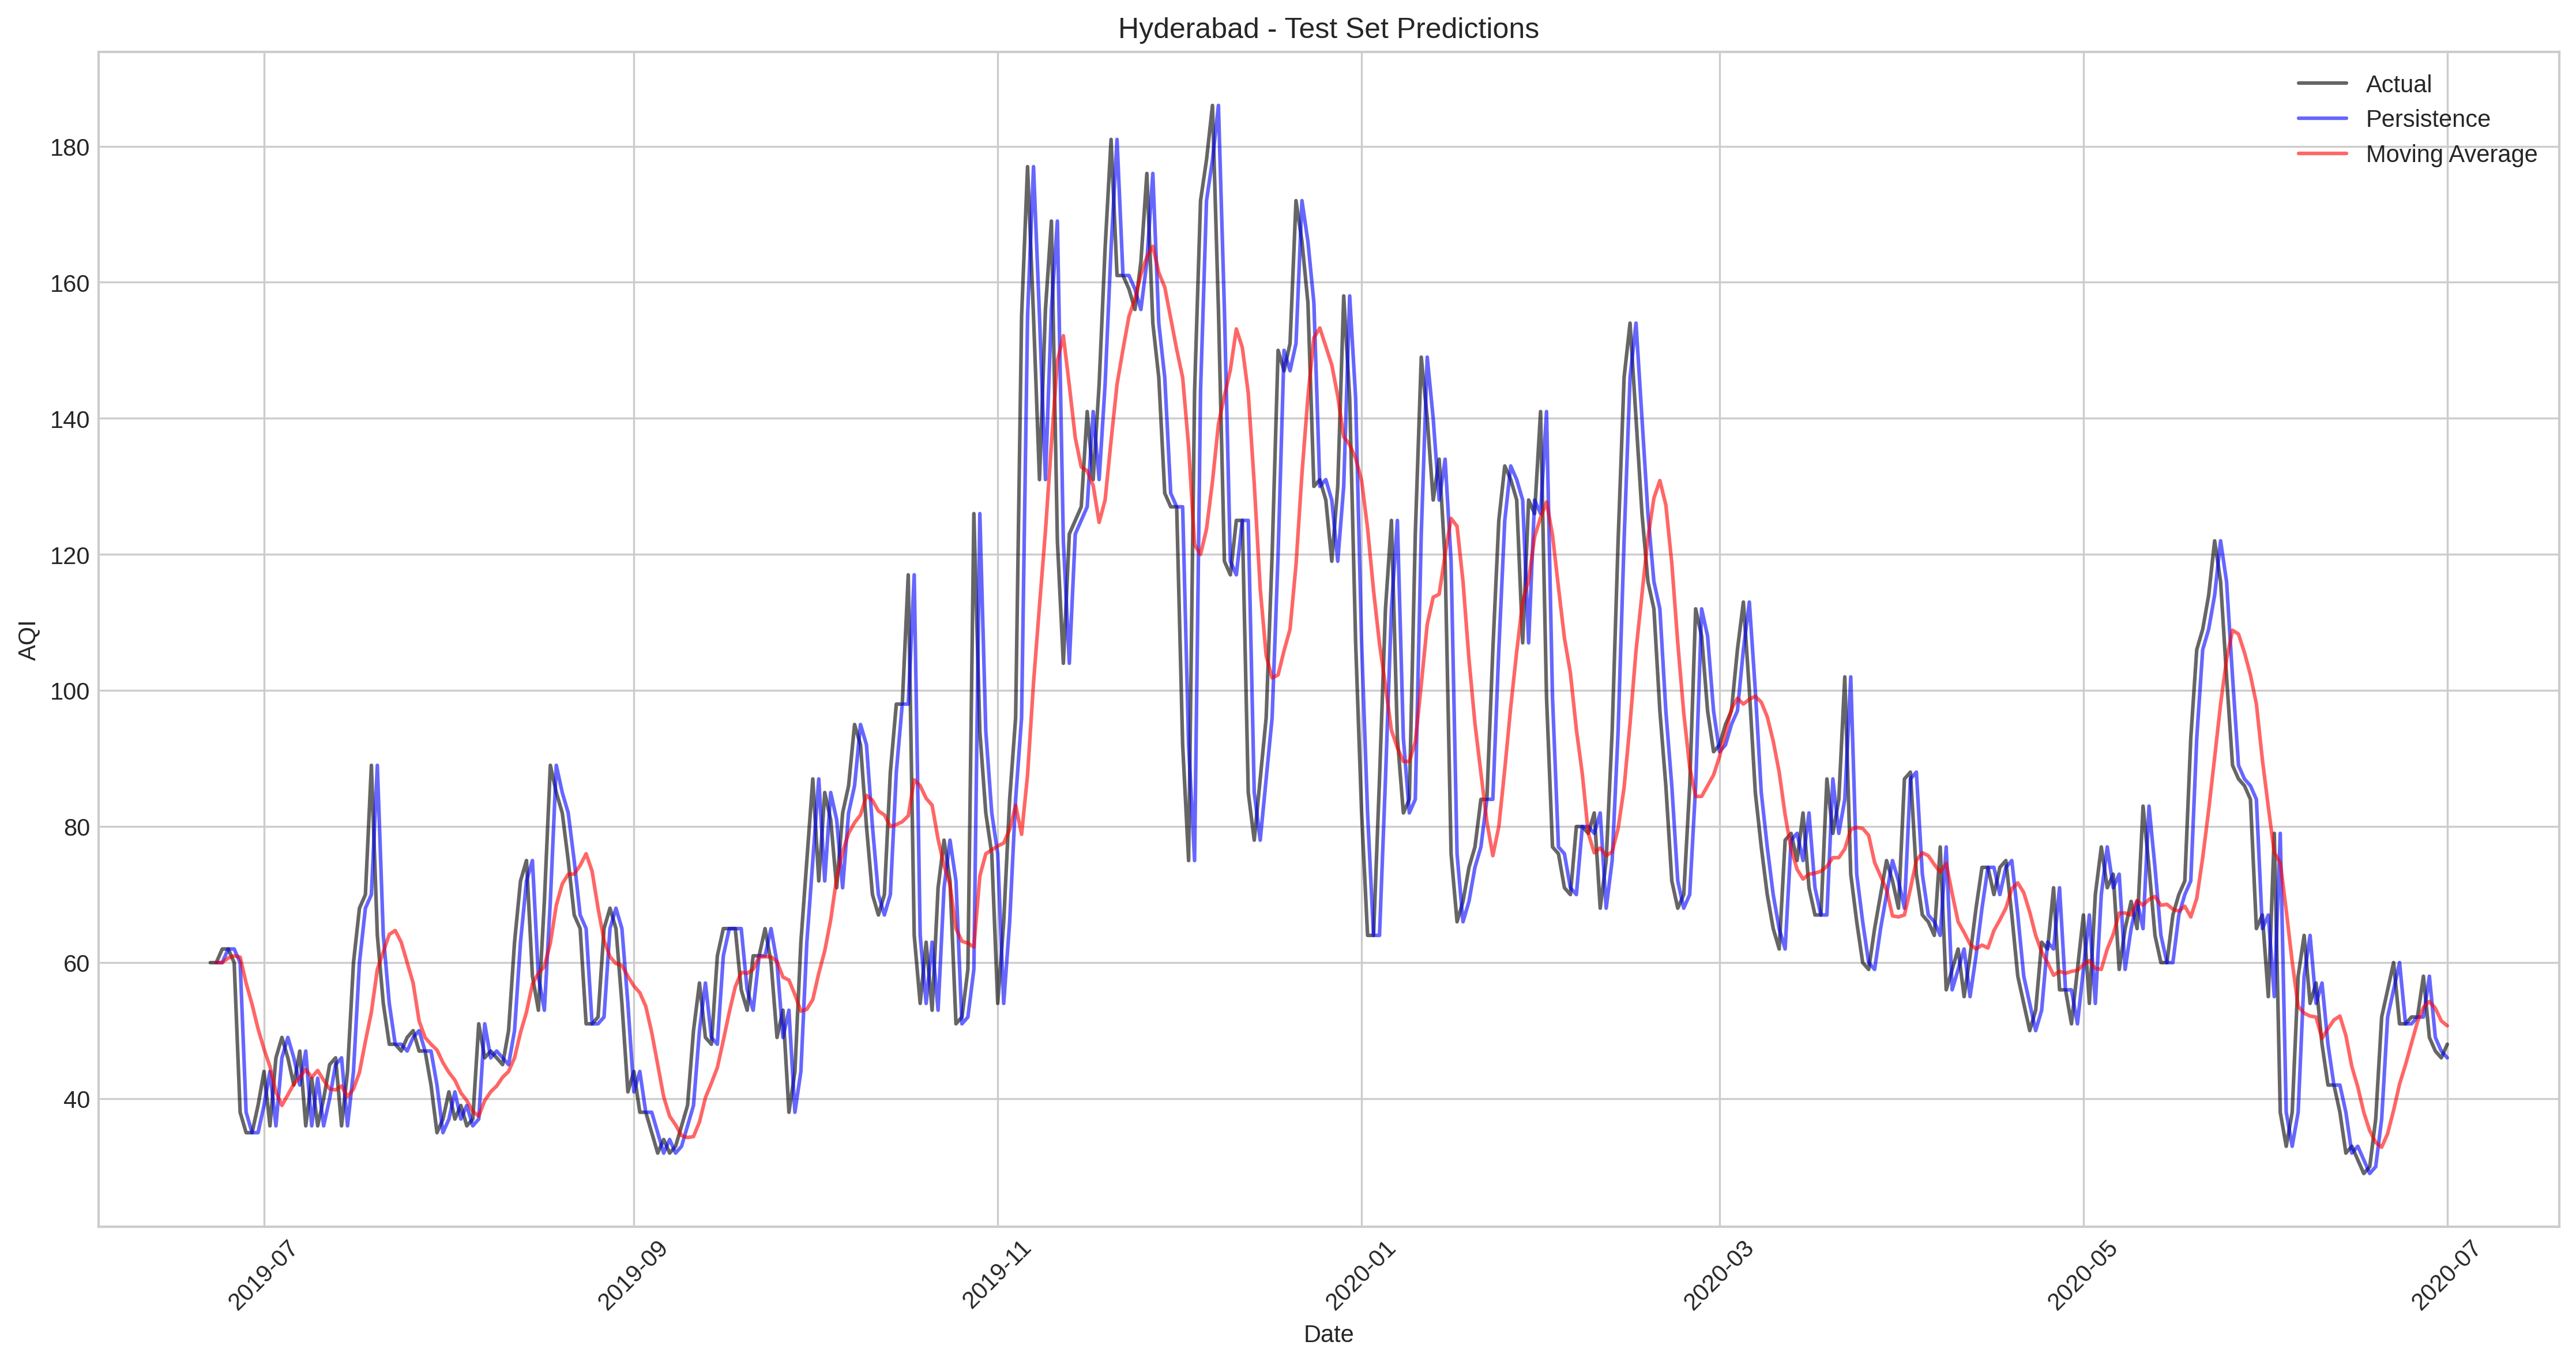 Hyderabad - Test Set Predictions
Actual
Persistence
Moving Average
180
160
140
120
100
80
60
40
AQI
2019-07
2019-09
2019-11
2020-01
2020-03
2020-05
2020-07
Date